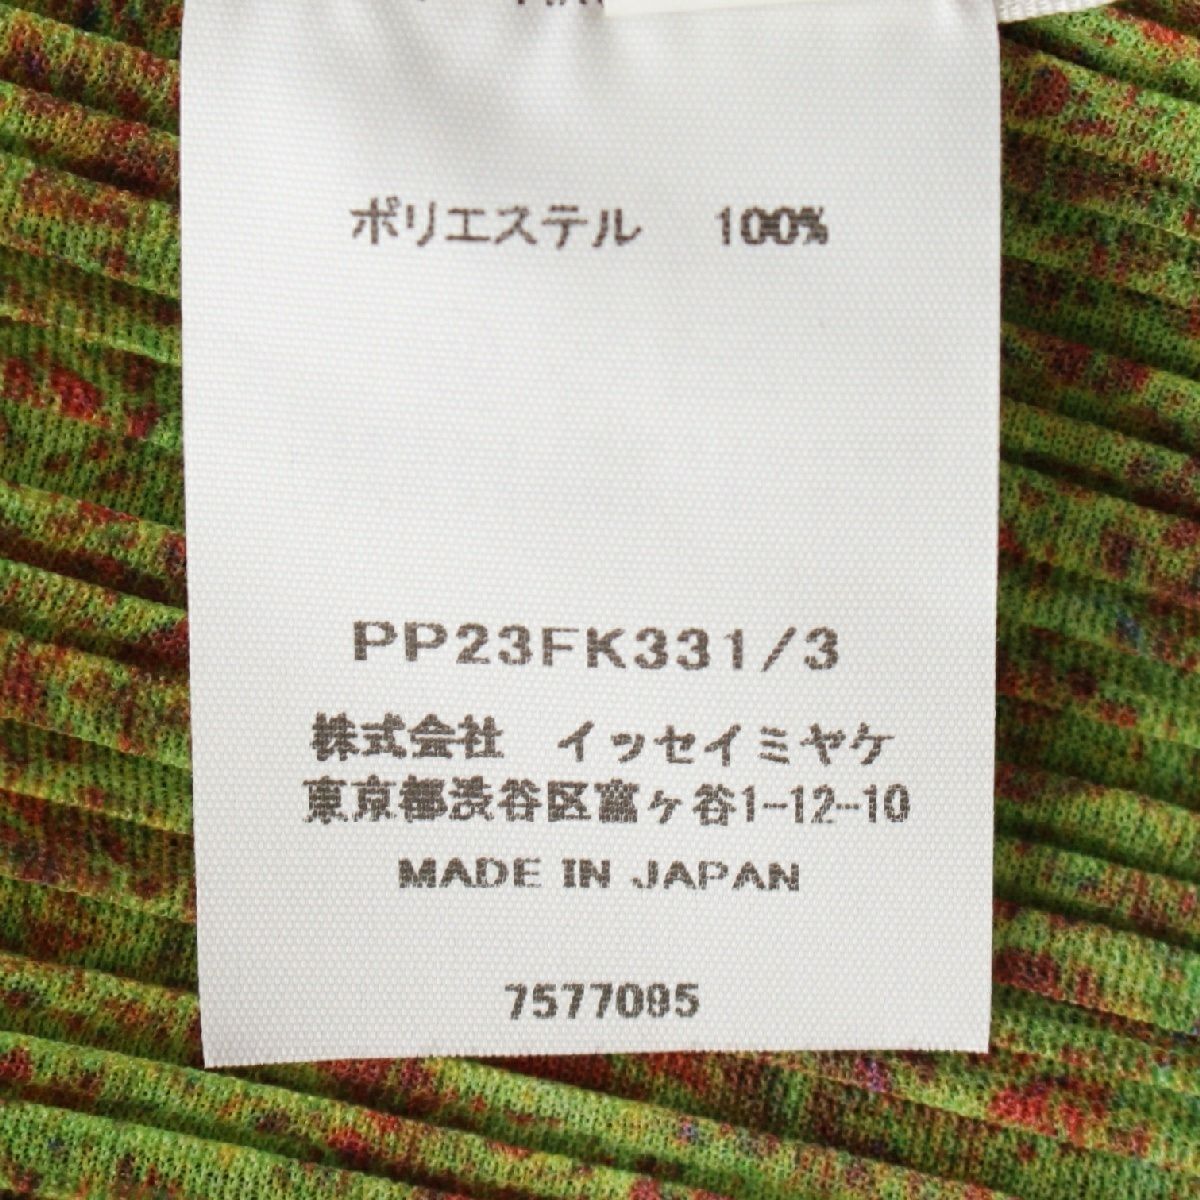 ポリエステル 100%
PP23FK331/3
株式会社 イッセイミヤケ
東京都渋谷区富ヶ谷1-12-10
MADE IN JAPAN
7577005